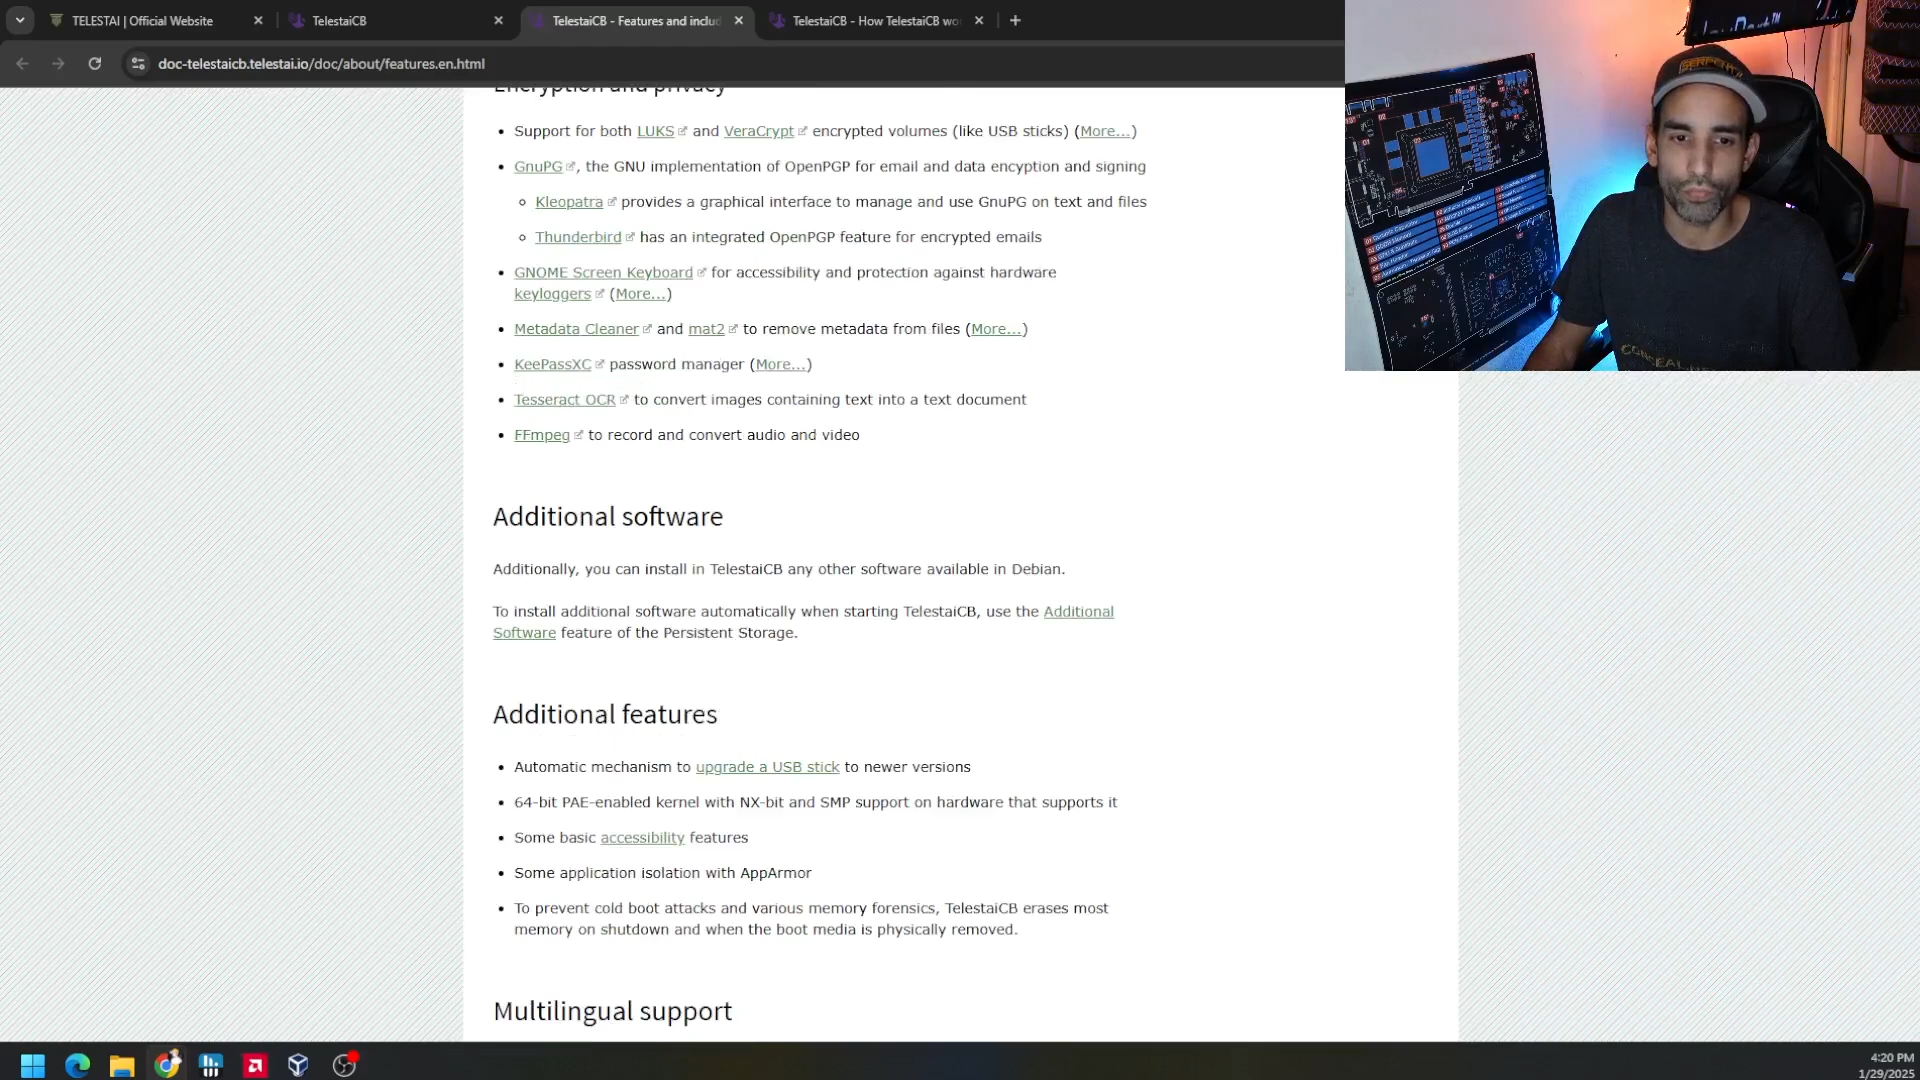 TELESTAI | Official Website
TelestaiCB
TelestaiCB - Features and includ
TelestaiCB - How TelestaiCB wo
doc-telestaicb.telestai.io/doc/about/features.en.html
Encryption and privacy
• Support for both LUKS and VeraCrypt encrypted volumes (like USB sticks) (More...)
• GnuPG, the GNU implementation of OpenPGP for email and data encyption and signing
◦ Kleopatra provides a graphical interface to manage and use GnuPG on text and files
◦ Thunderbird has an integrated OpenPGP feature for encrypted emails
• GNOME Screen Keyboard for accessibility and protection against hardware
keyloggers (More...)
• Metadata Cleaner and mat2 to remove metadata from files (More...)
• KeePassXC password manager (More...)
• Tesseract OCR to convert images containing text into a text document
• FFmpeg to record and convert audio and video
Additional software
Additionally, you can install in TelestaiCB any other software available in Debian.
To install additional software automatically when starting TelestaiCB, use the Additional
Software feature of the Persistent Storage.
Additional features
• Automatic mechanism to upgrade a USB stick to newer versions
• 64-bit PAE-enabled kernel with NX-bit and SMP support on hardware that supports it
• Some basic accessibility features
• Some application isolation with AppArmor
• To prevent cold boot attacks and various memory forensics, TelestaiCB erases most
memory on shutdown and when the boot media is physically removed.
Multilingual support
4:20 PM
1/29/2025